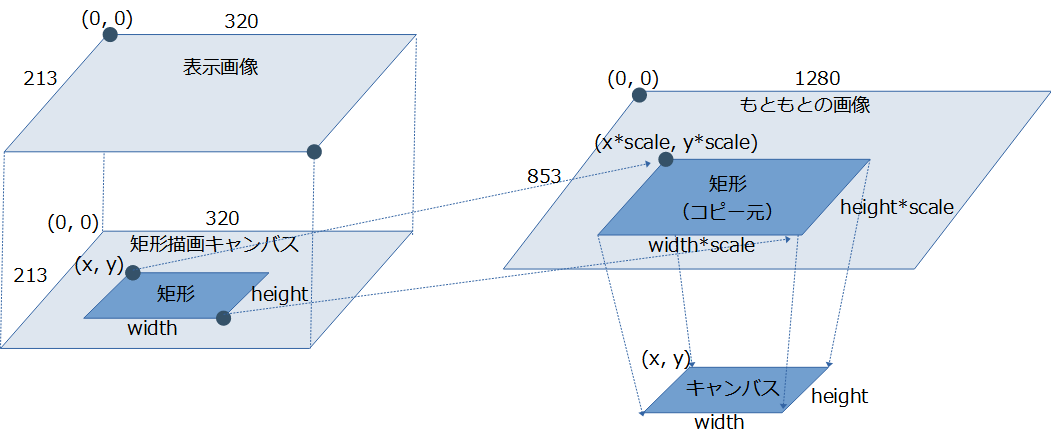 (0, 0)
320
213
表示画像
(0, 0)
320
矩形描画キャンバス
213
(x, y)
矩形
height
width
(0, 0)
1280
もともとの画像
(x*scale, y*scale)
853
矩形
（コピー元）
height*scale
width*scale
(x, y)
キャンバス
height
width